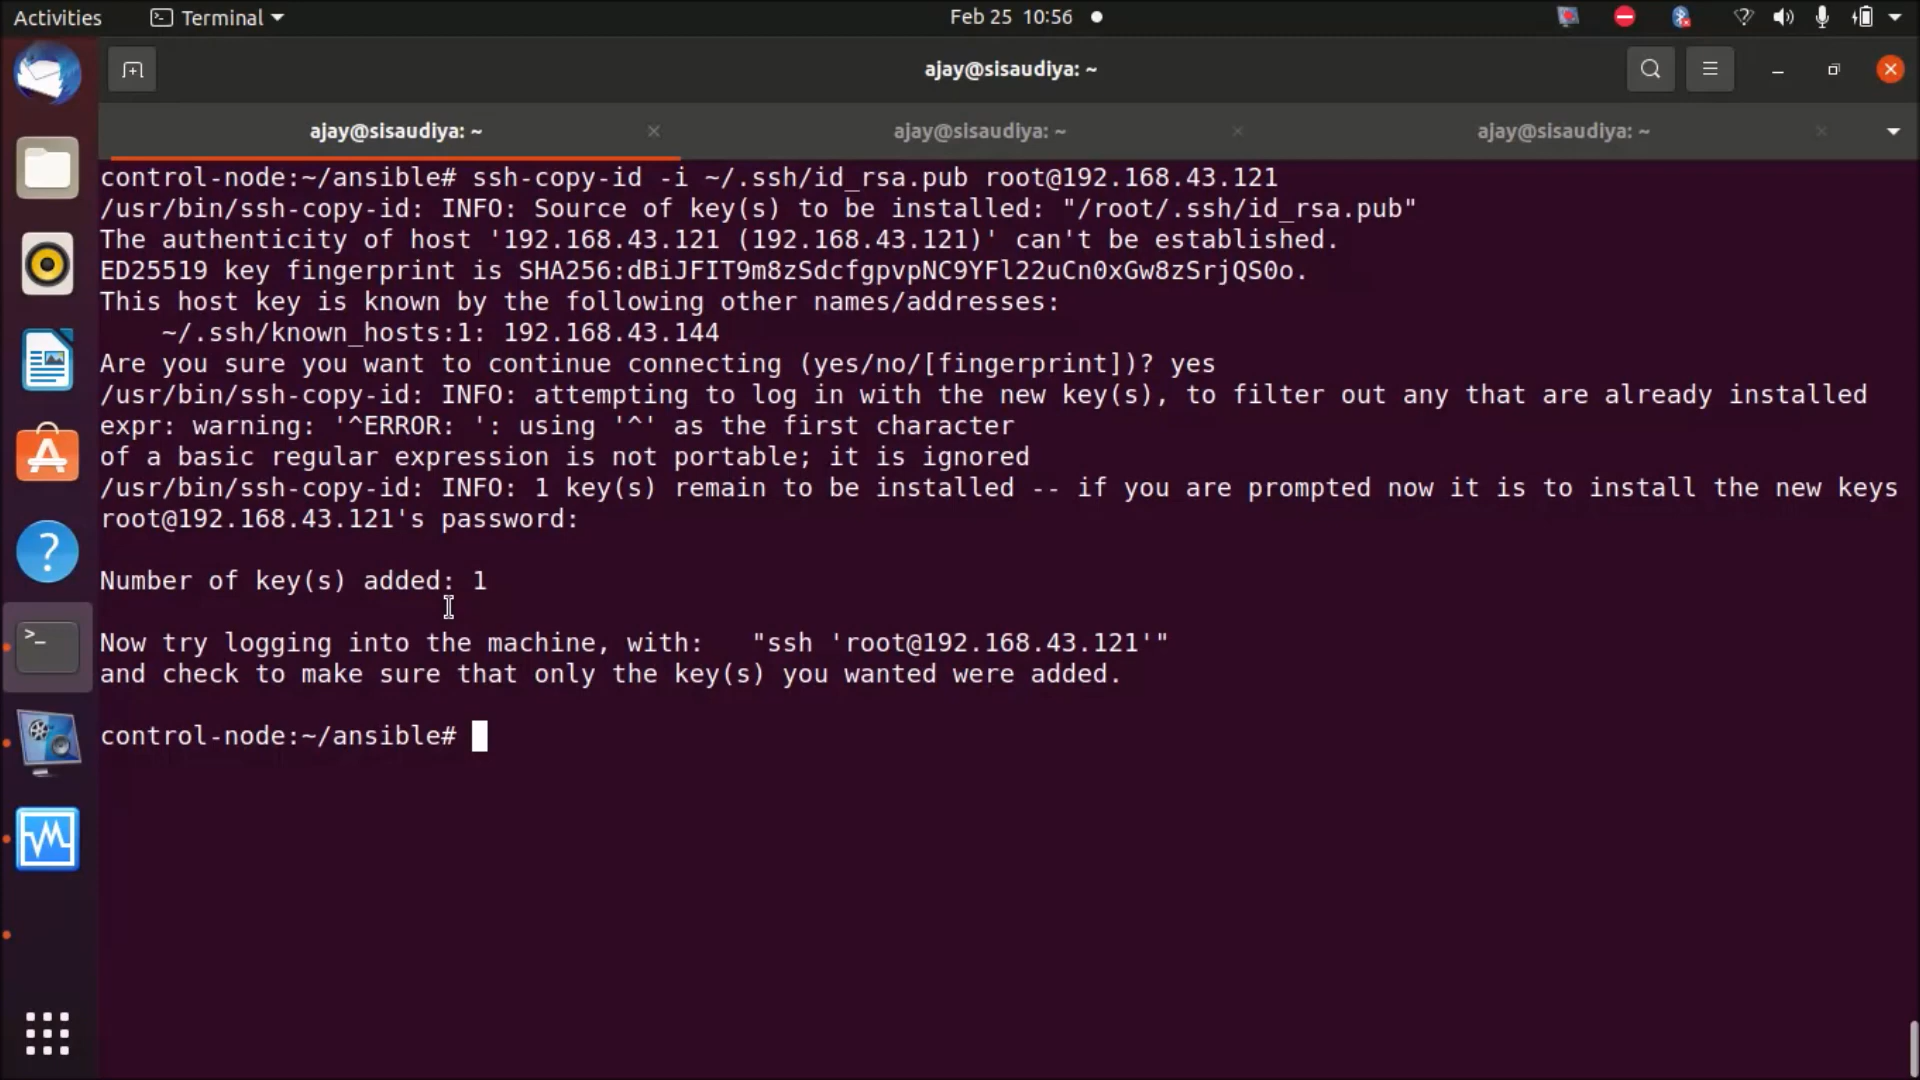 Activities Terminal Feb 25 10:56
ajay@sisaudiya: ~
ajay@sisaudiya: ~ ajay@sisaudiya: ~ ajay@sisaudiya: ~
control-node:~/ansible# ssh-copy-id -i ~/.ssh/id_rsa.pub root@192.168.43.121
/usr/bin/ssh-copy-id: INFO: Source of key(s) to be installed: "/root/.ssh/id_rsa.pub"
The authenticity of host '192.168.43.121 (192.168.43.121)' can't be established.
ED25519 key fingerprint is SHA256:dBiJFIT9m8zSdcfgpvpNC9YFl22uCn0xGw8zSrjQS0o.
This host key is known by the following other names/addresses:
    ~/.ssh/known_hosts:1: 192.168.43.144
Are you sure you want to continue connecting (yes/no/[fingerprint])? yes
/usr/bin/ssh-copy-id: INFO: attempting to log in with the new key(s), to filter out any that are already installed
expr: warning: '^ERROR: ': using '^' as the first character
of a basic regular expression is not portable; it is ignored
/usr/bin/ssh-copy-id: INFO: 1 key(s) remain to be installed -- if you are prompted now it is to install the new keys
root@192.168.43.121's password:
Number of key(s) added: 1
Now try logging into the machine, with:   "ssh 'root@192.168.43.121'"
and check to make sure that only the key(s) you wanted were added.
control-node:~/ansible#